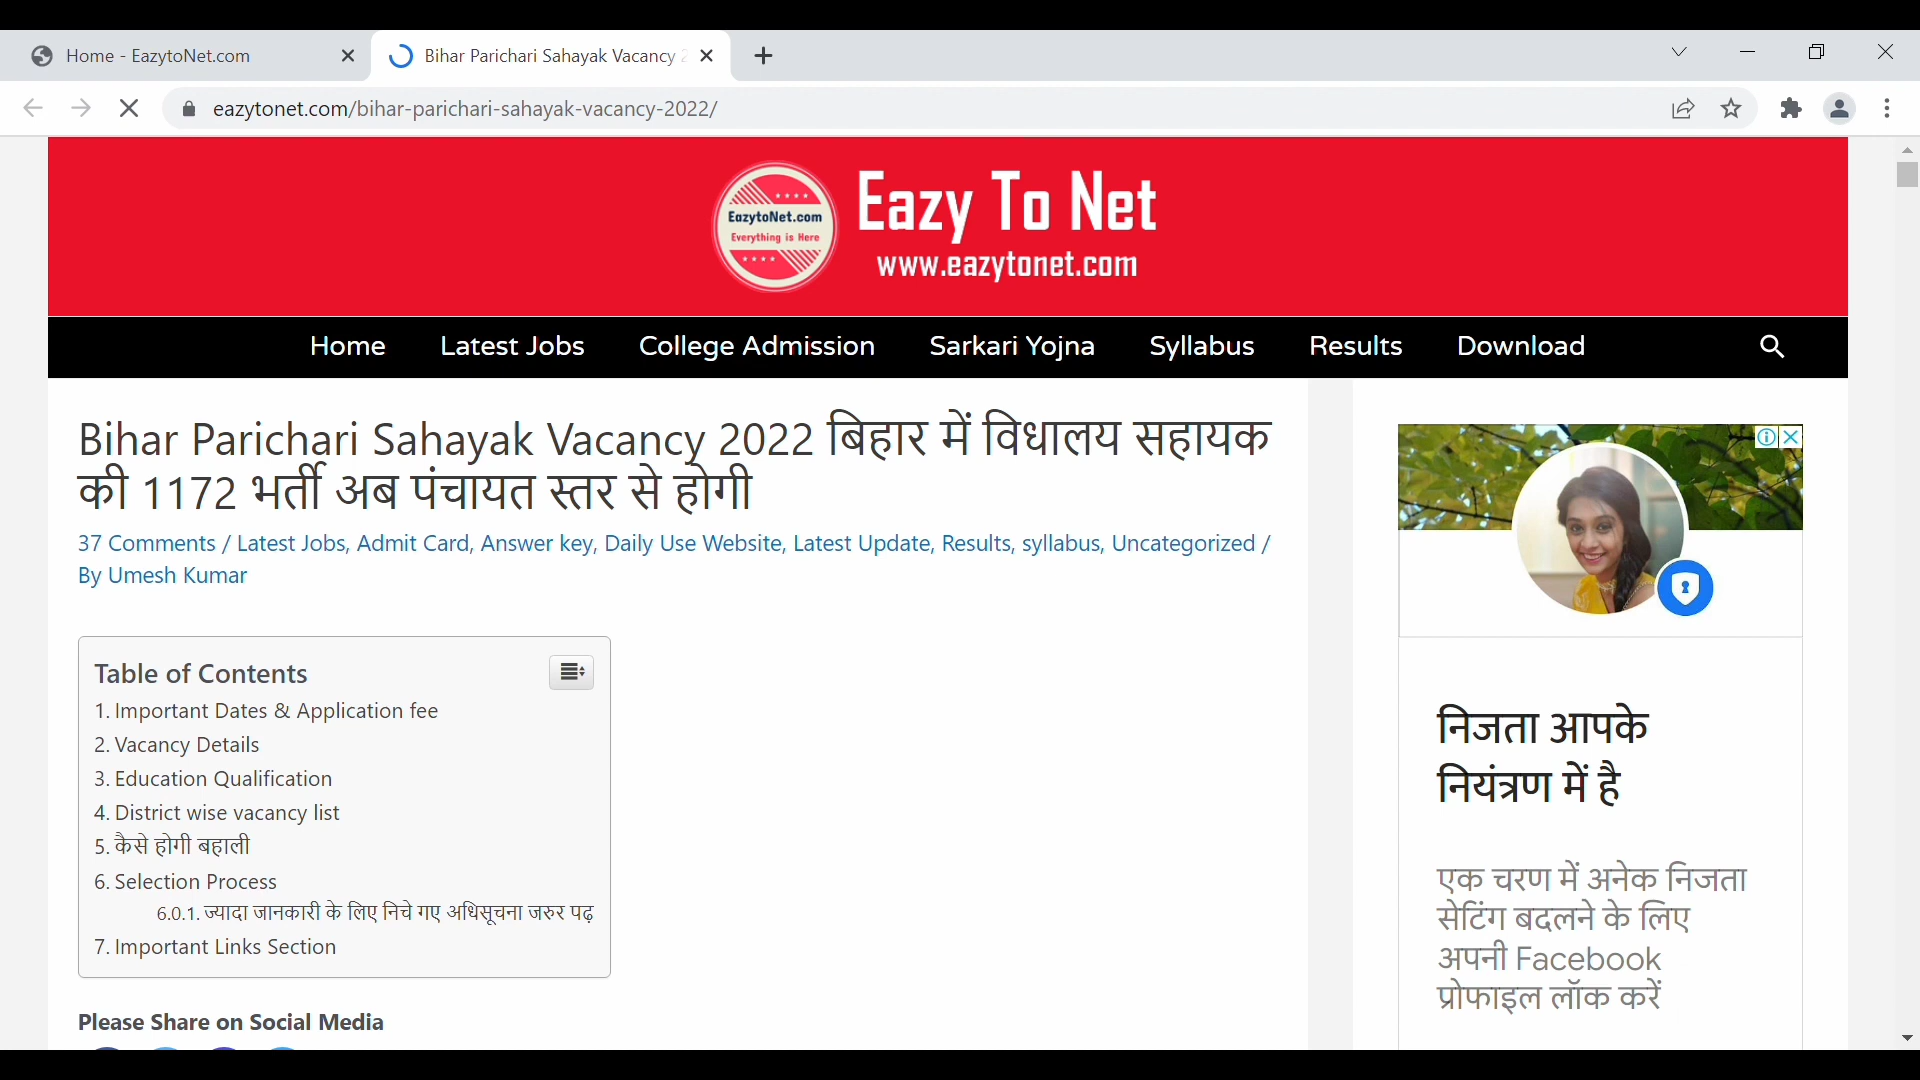 Home - EazytoNet.com
Bihar Parichari Sahayak Vacancy
eazytonet.com/bihar-parichari-sahayak-vacancy-2022/
EazytoNet.com
Everything is Here
Eazy To Net
www.eazytonet.com
Home Latest Jobs College Admission Sarkari Yojna Syllabus Results Download
Bihar Parichari Sahayak Vacancy 2022 बिहार में विधालय सहायक
की 1172 भर्ती अब पंचायत स्तर से होगी
37 Comments / Latest Jobs, Admit Card, Answer key, Daily Use Website, Latest Update, Results, syllabus, Uncategorized /
By Umesh Kumar
Table of Contents
1. Important Dates & Application fee
2. Vacancy Details
3. Education Qualification
4. District wise vacancy list
5. कैसे होगी बहाली
6. Selection Process
6.0.1. ज्यादा जानकारी के लिए निचे गए अधिसूचना जरुर पढ़
7. Important Links Section
Please Share on Social Media
निजता आपके
नियंत्रण में है
एक चरण में अनेक निजता
सेटिंग बदलने के लिए
अपनी Facebook
प्रोफाइल लॉक करें